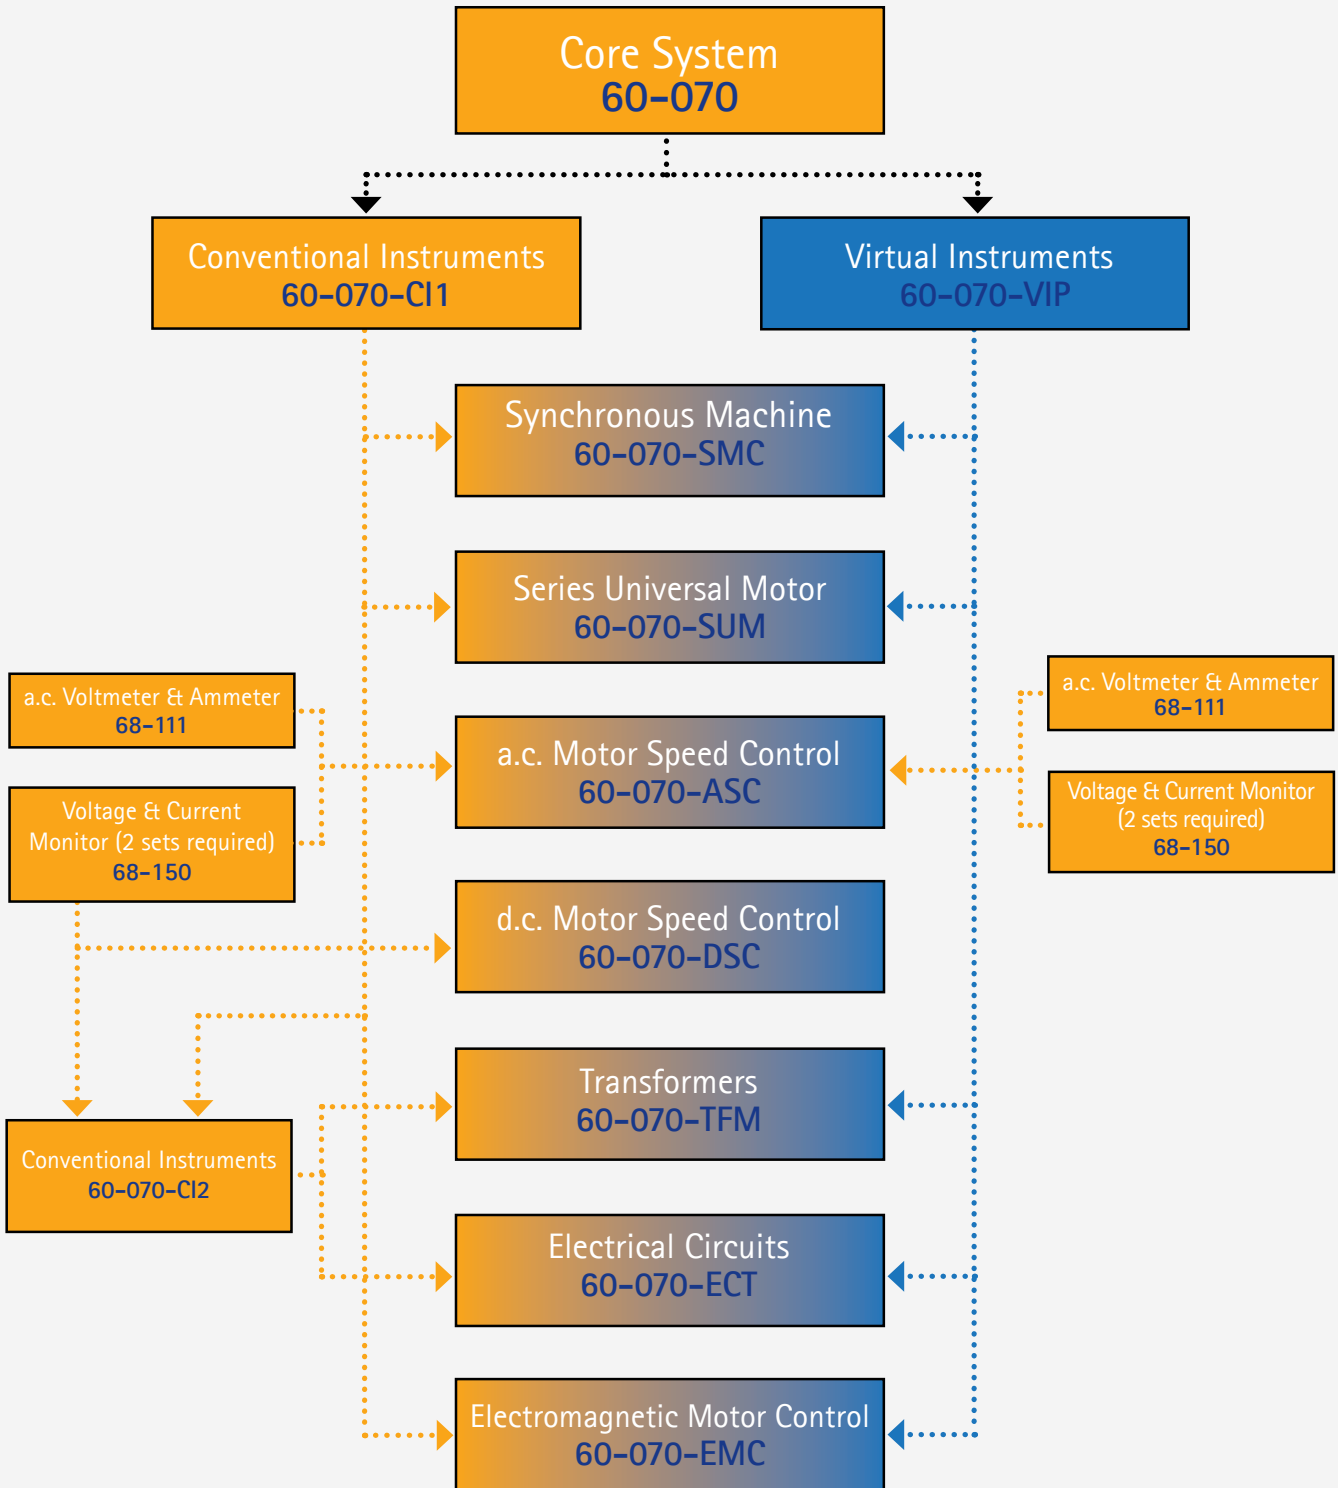 Core System
60-070
Conventional Instruments
60-070-CI1
Virtual Instruments
60-070-VIP
Synchronous Machine
60-070-SMC
Series Universal Motor
60-070-SUM
a.c. Voltmeter & Ammeter
68-111
a.c. Motor Speed Control
60-070-ASC
a.c. Voltmeter & Ammeter
68-111
Voltage & Current
Monitor (2 sets required)
68-150
Voltage & Current Monitor
(2 sets required)
68-150
d.c. Motor Speed Control
60-070-DSC
Transformers
60-070-TFM
Conventional Instruments
60-070-CI2
Electrical Circuits
60-070-ECT
Electromagnetic Motor Control
60-070-EMC